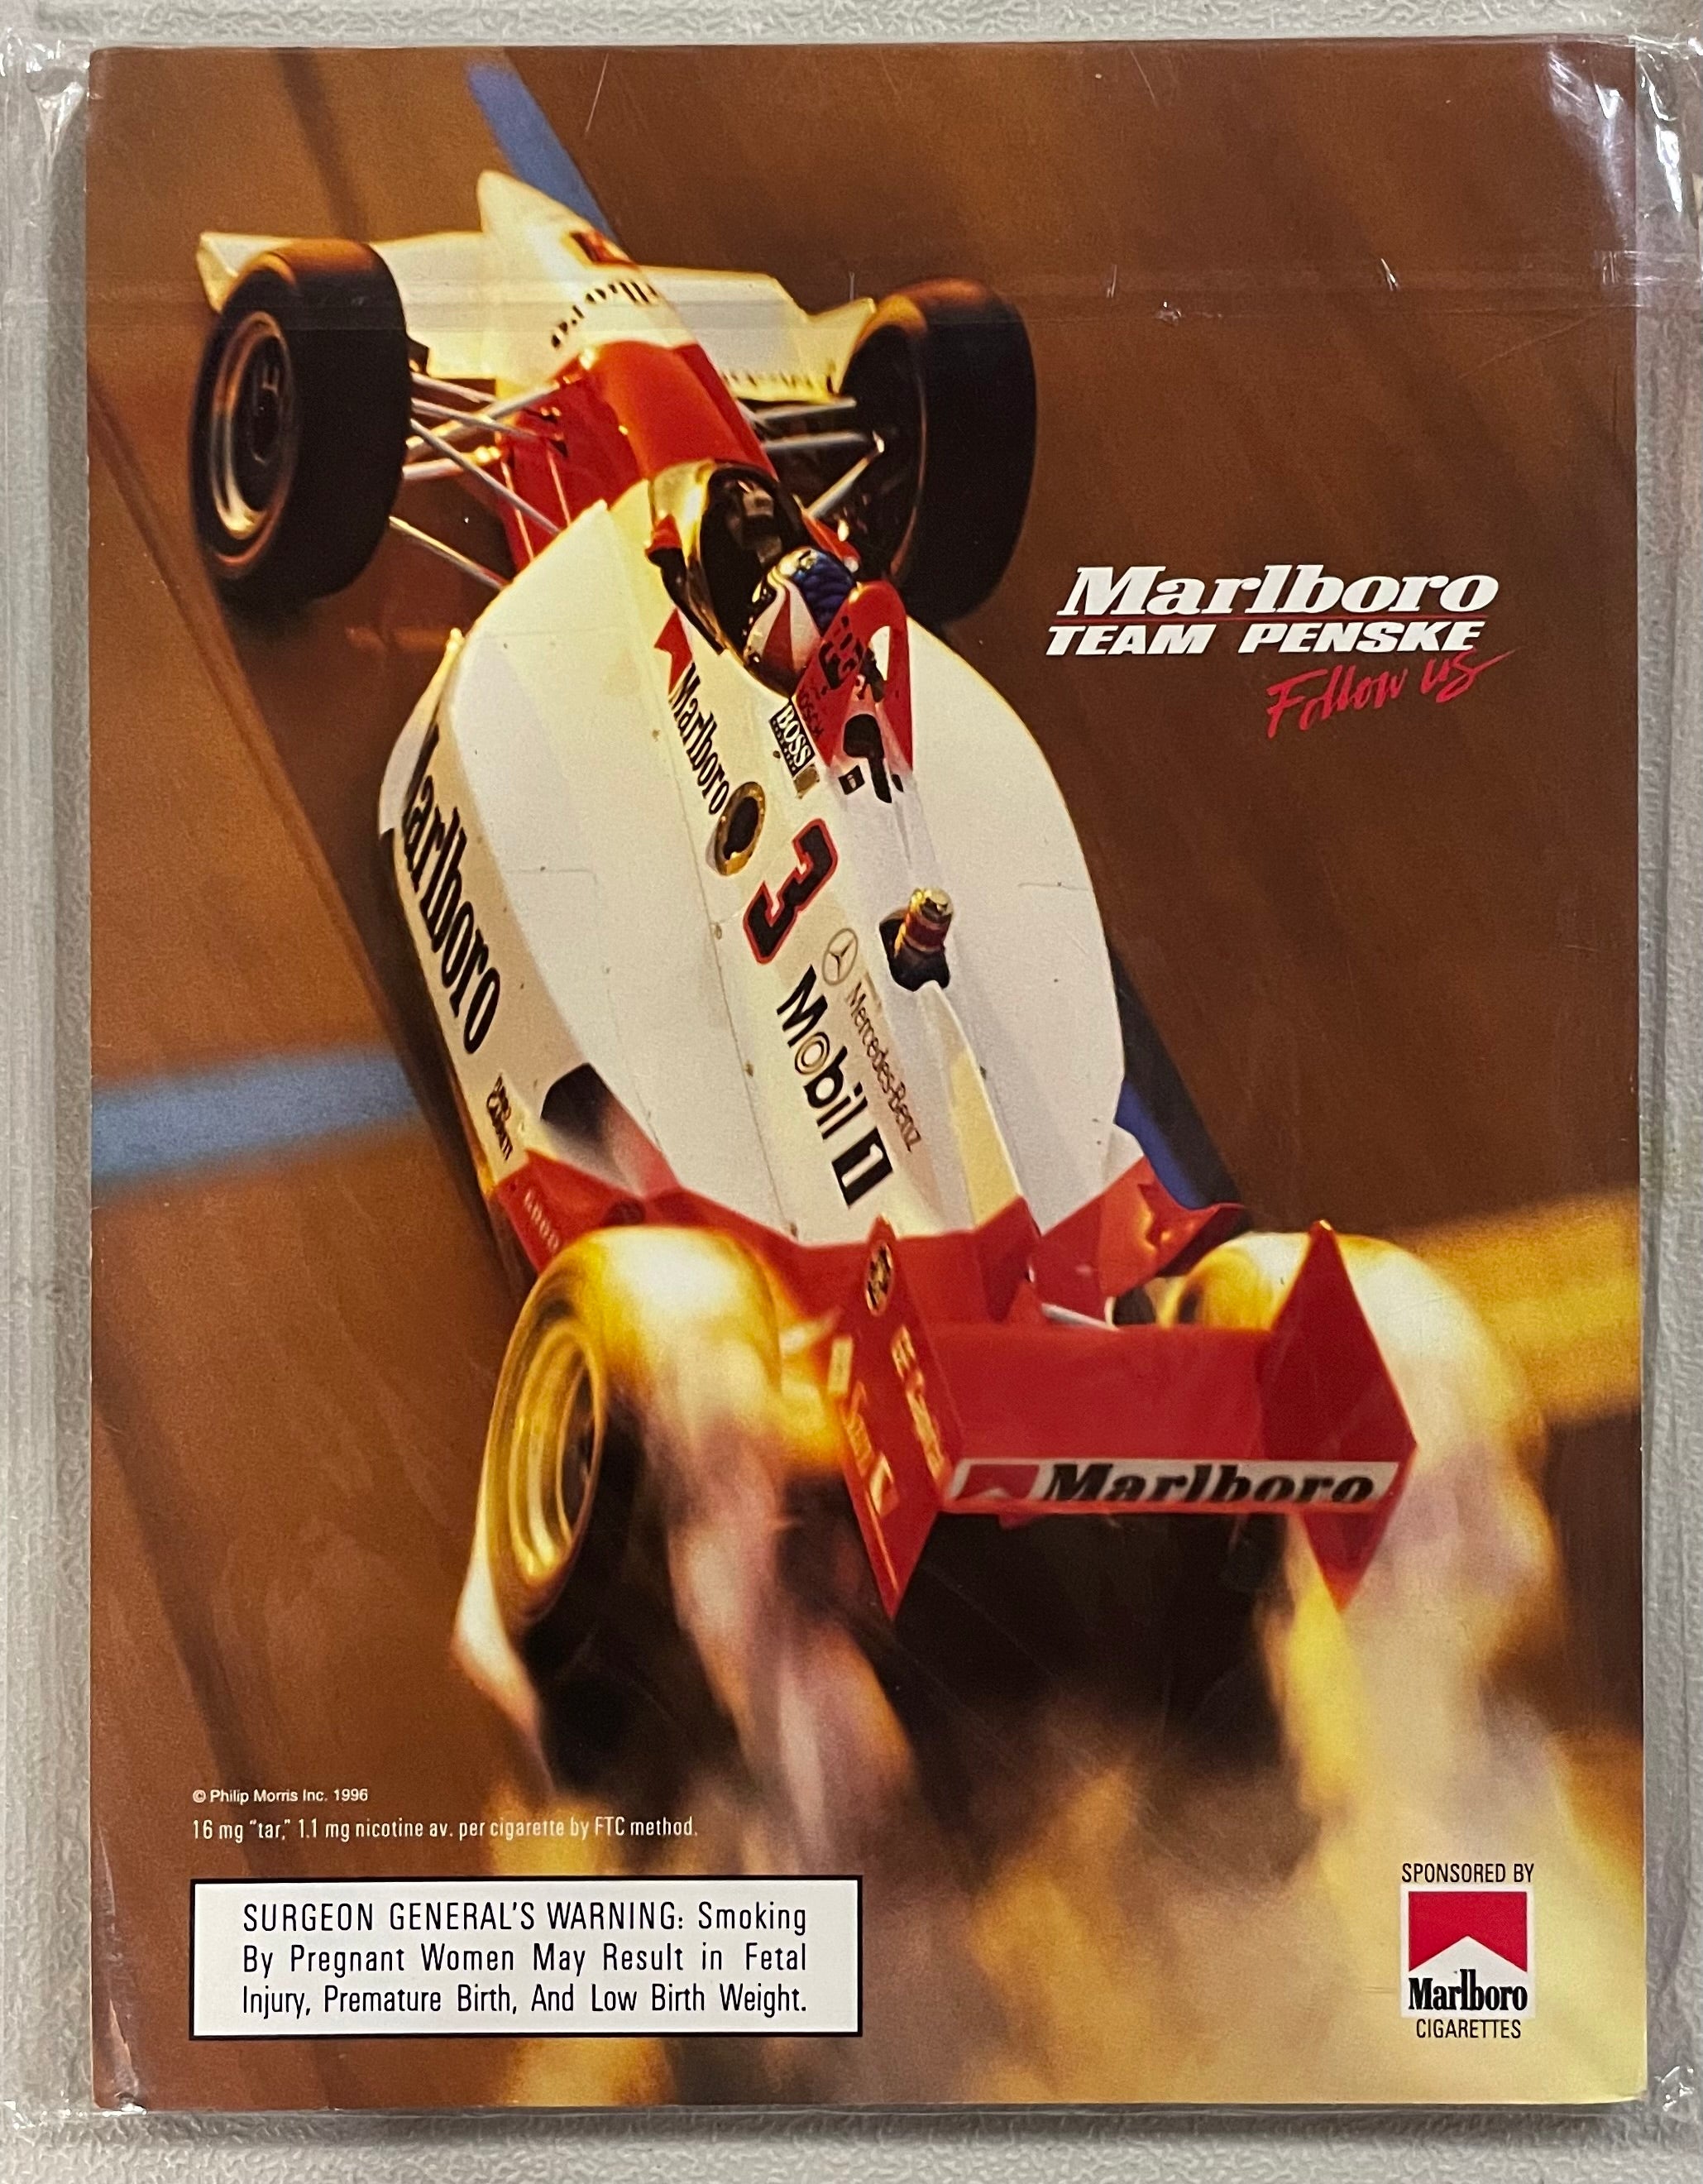 Marlboro
TEAM PENSKE
Follow us
Marlboro
BOSS
3
Mercedes-Benz
Mobil 1
arlboro
Marlboro
© Philip Morris Inc. 1996
16 mg "tar," 1.1 mg nicotine av. per cigarette by FTC method.
SURGEON GENERAL'S WARNING: Smoking
By Pregnant Women May Result in Fetal
Injury, Premature Birth, And Low Birth Weight.
SPONSORED BY
Marlboro
CIGARETTES